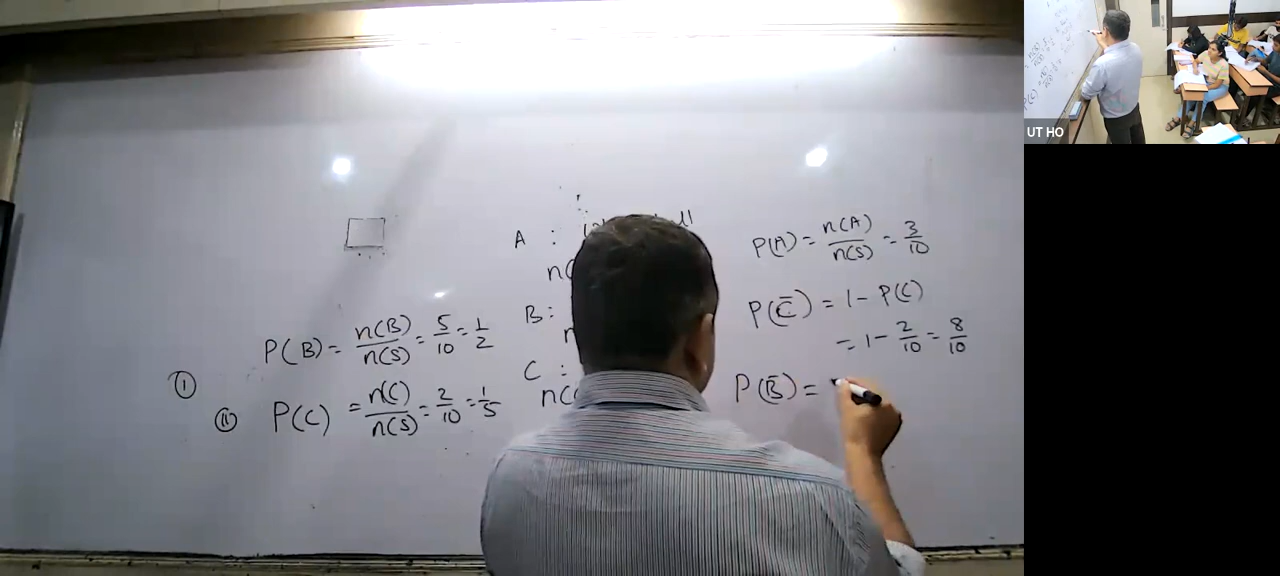 P(B) = n(B)/n(S) = 5/10 = 1/2
I
II P(C) = n(C)/n(S) = 2/10 = 1/5
A :
n(
B :
n
C :
n(
P(A) = n(A)/n(S) = 3/10
P(C̅) = 1 - P(C)
= 1 - 2/10 = 8/10
P(B̅) =
UT HO